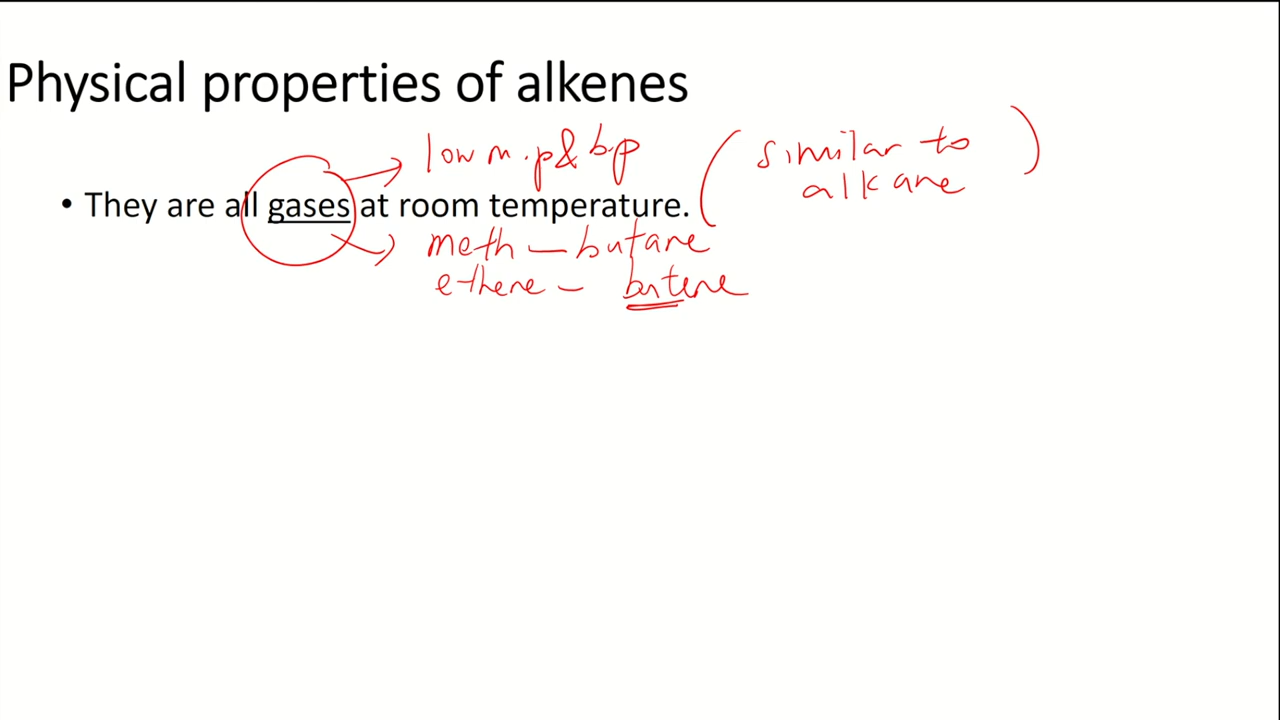 Physical properties of alkenes
low m.p & b.p
(similar to
alkane)
• They are all gases at room temperature.
meth – butane
ethene – butene